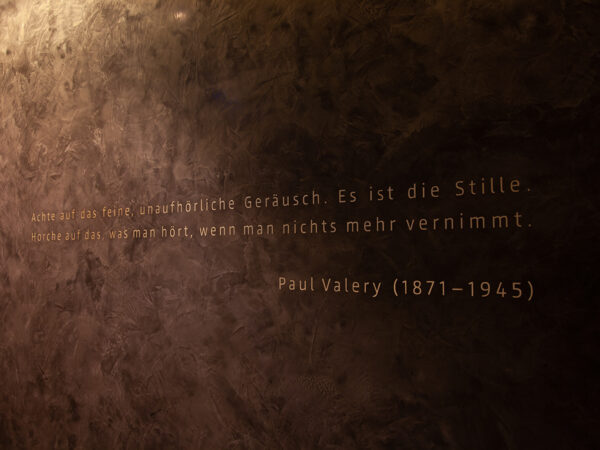 Achte auf das feine, unaufhörliche Geräusch. Es ist die Stille.
Horche auf das, was man hört, wenn man nichts mehr vernimmt.
Paul Valery (1871–1945)